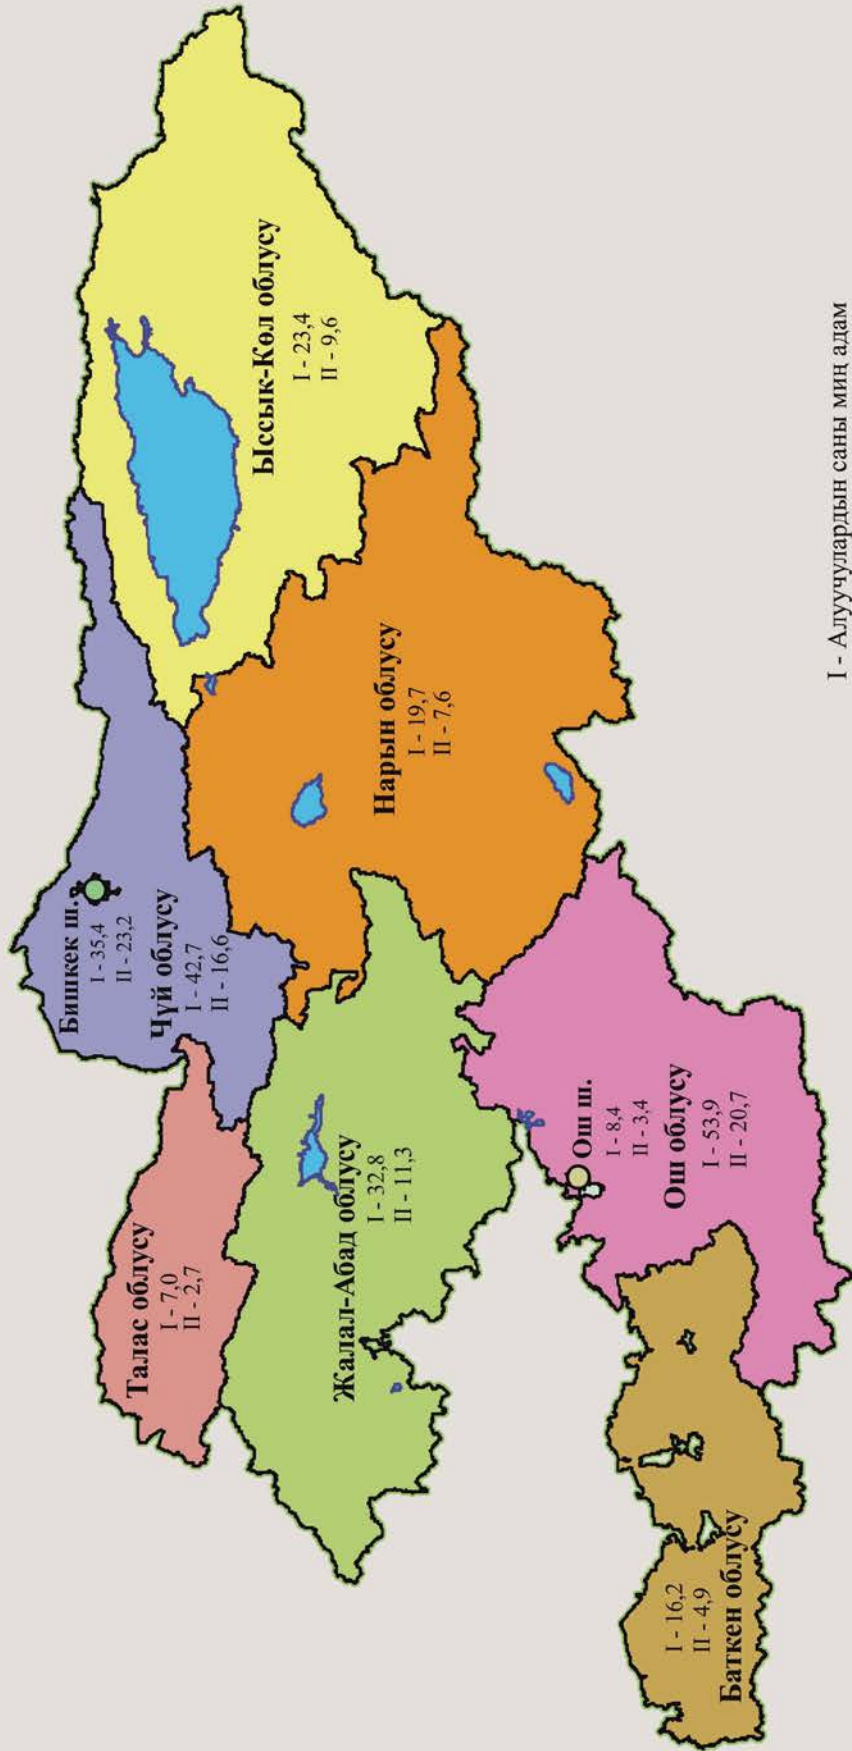 Бишкек ш.
I - 35,4
II - 23,2
Чүй облусу
I - 42,7
II - 16,6
Талас облусу
I - 7,0
II - 2,7
Ыссык-Көл облусу
I - 23,4
II - 9,6
Нарын облусу
I - 19,7
II - 7,6
Жалал-Абад облусу
I - 32,8
II - 11,3
Ош ш.
I - 8,4
II - 3,4
Ош облусу
I - 53,9
II - 20,7
I - 16,2
II - 4,9
Баткен облусу
I - Алуучулардын саны миң адам